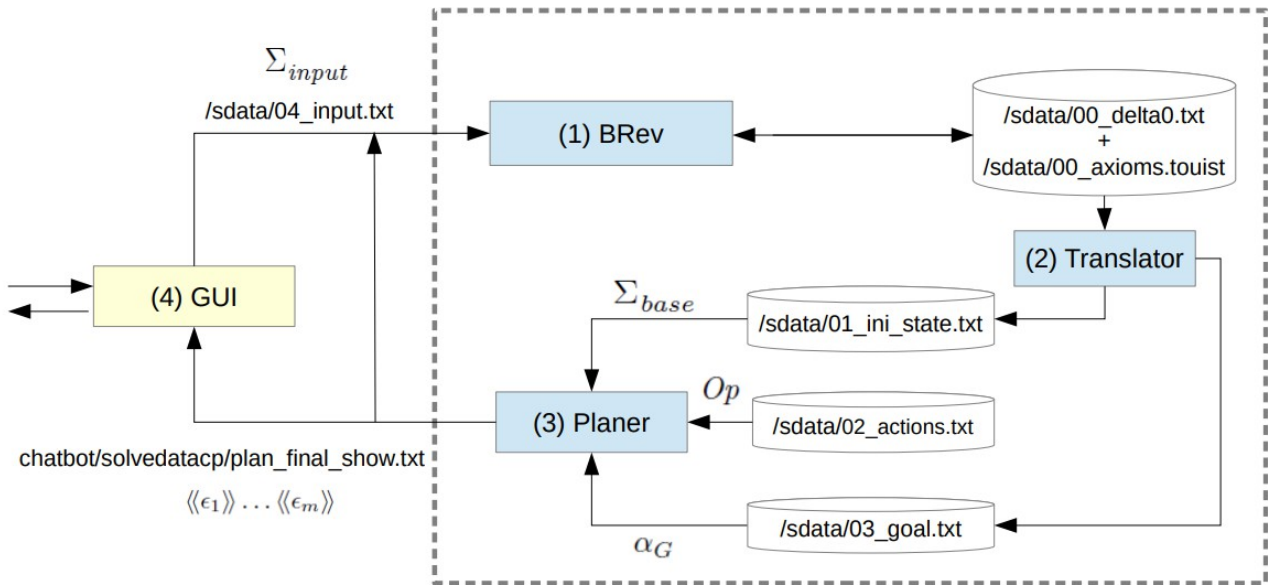 Σ_input
/sdata/04_input.txt
(1) BRev
/sdata/00_delta0.txt
+
/sdata/00_axioms.touist
(2) Translator
(4) GUI
Σ_base
/sdata/01_ini_state.txt
Op
(3) Planer
/sdata/02_actions.txt
chatbot/solvedatacp/plan_final_show.txt
⟪ϵ₁⟫ … ⟪ϵₘ⟫
α_G
/sdata/03_goal.txt